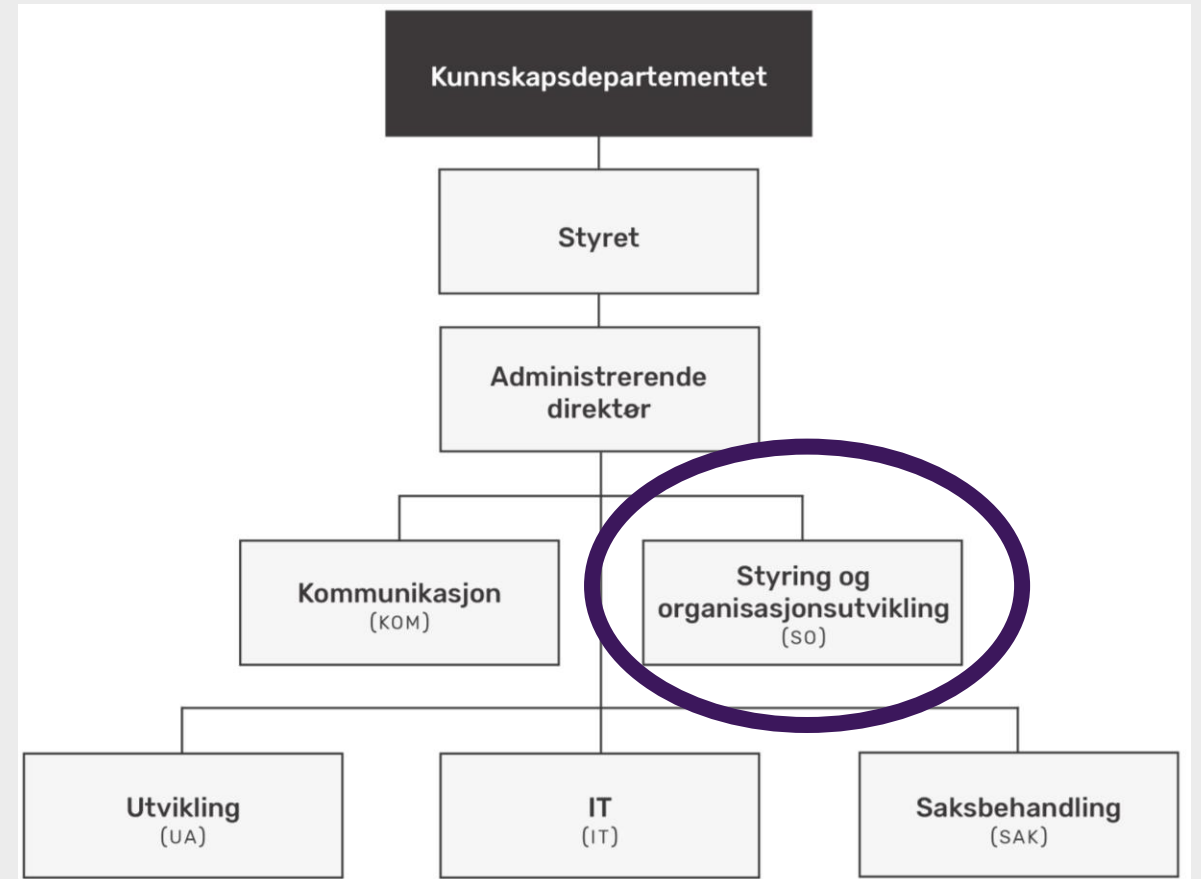 Kunnskapsdepartementet
Styret
Administrerende
direktør
Kommunikasjon
(KOM)
Styring og
organisasjonsutvikling
(SO)
Utvikling
(UA)
IT
(IT)
Saksbehandling
(SAK)